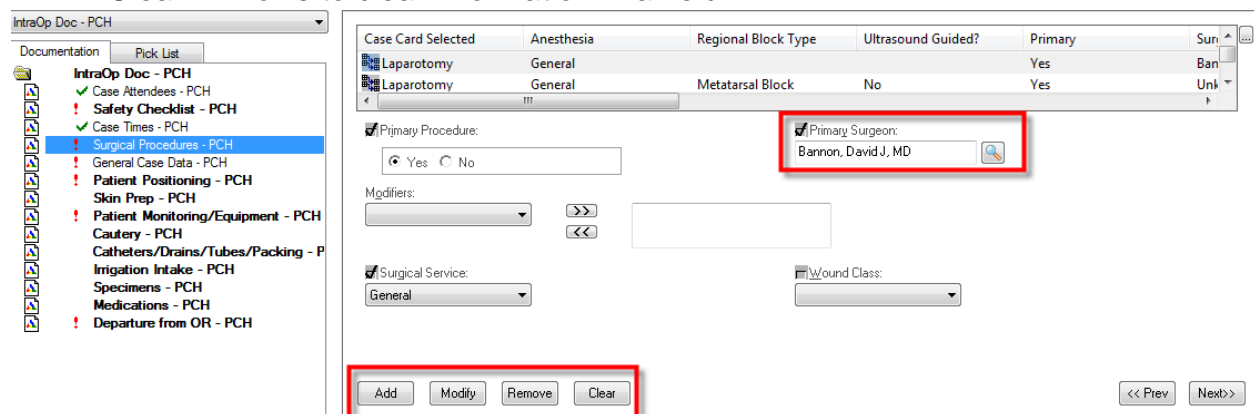 IntraOp Doc - PCH
Documentation Pick List
IntraOp Doc - PCH
Case Attendees - PCH
! Safety Checklist - PCH
Case Times - PCH
! Surgical Procedures - PCH
! General Case Data - PCH
! Patient Positioning - PCH
Skin Prep - PCH
! Patient Monitoring/Equipment - PCH
Cautery - PCH
Catheters/Drains/Tubes/Packing - P
Irrigation Intake - PCH
Specimens - PCH
Medications - PCH
! Departure from OR - PCH
Case Card Selected Anesthesia Regional Block Type Ultrasound Guided? Primary Surg
Laparotomy General Yes Ban
Laparotomy General Metatarsal Block No Yes Unk
Primary Procedure: Primary Surgeon:
Yes No Bannon, David J, MD
Modifiers:
>>
<<
Surgical Service: Wound Class:
General
Add Modify Remove Clear << Prev Next>>